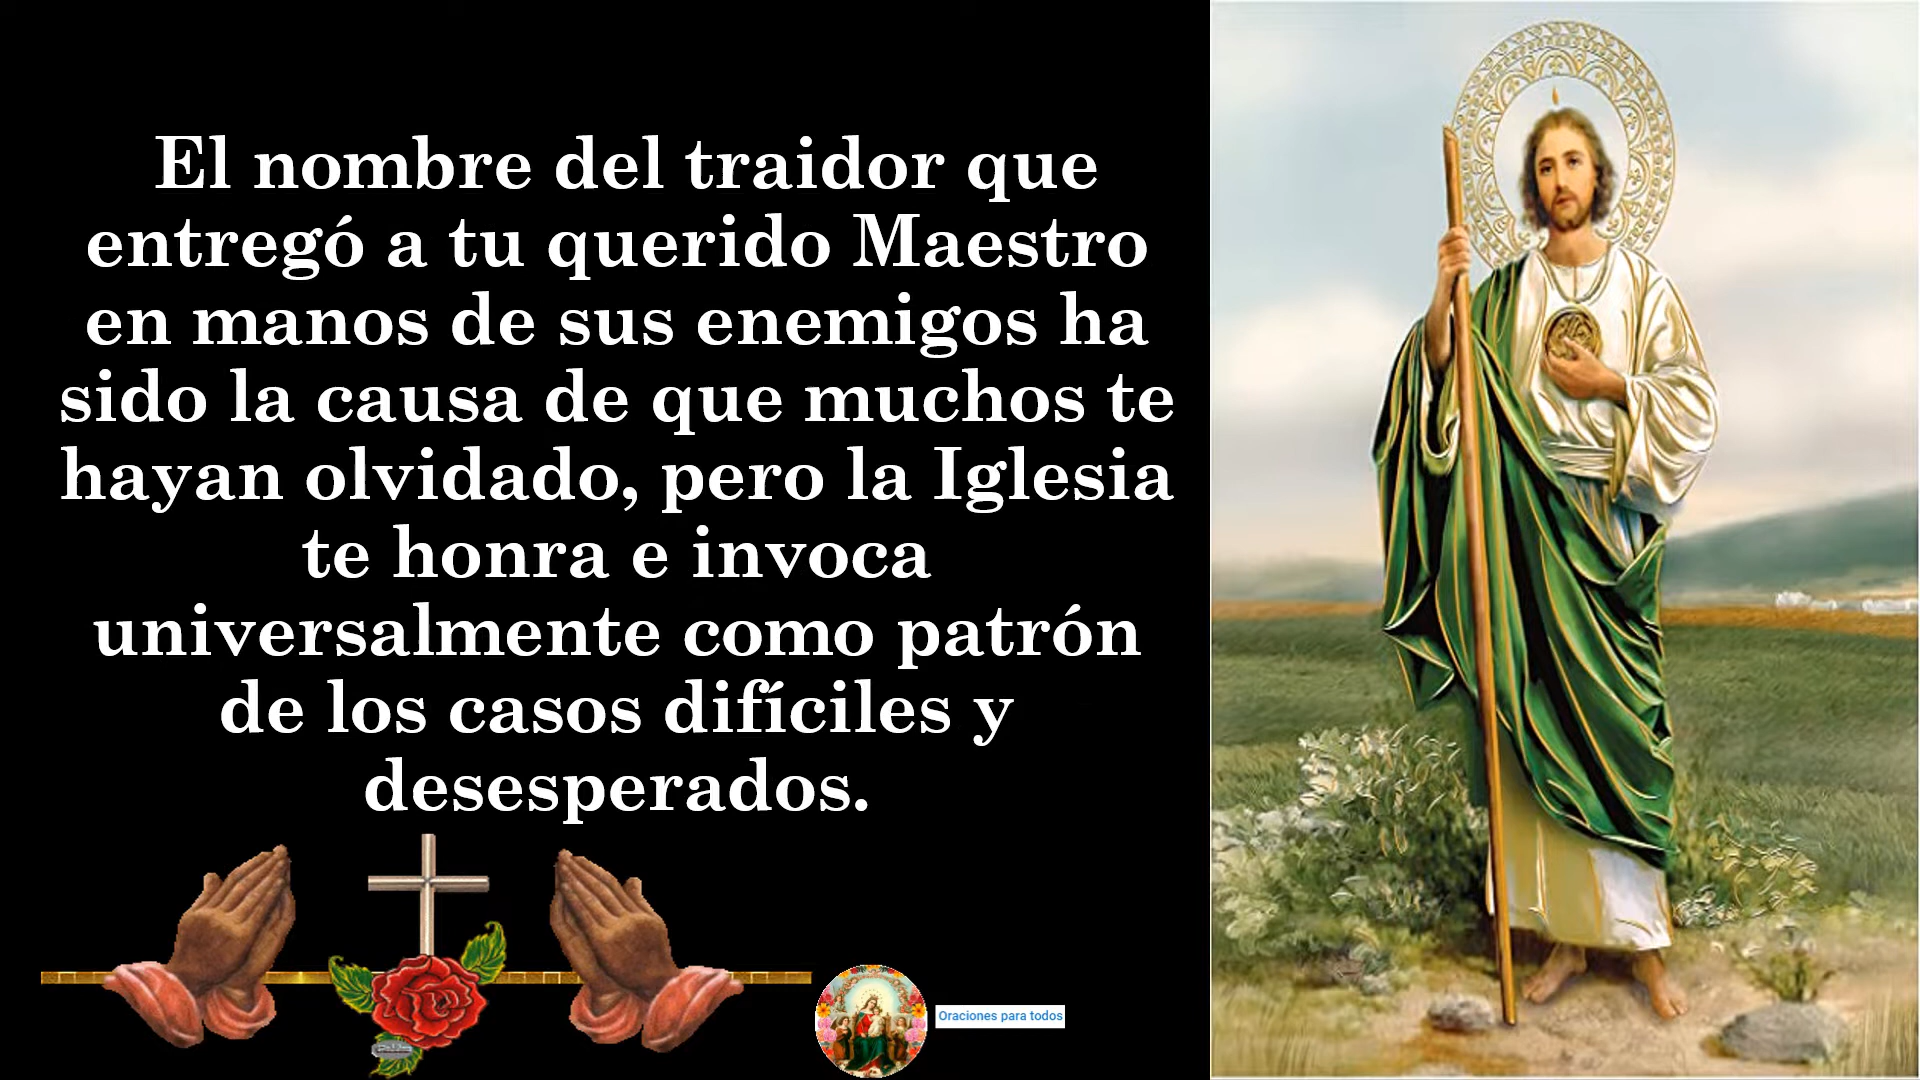 El nombre del traidor que
entregó a tu querido Maestro
en manos de sus enemigos ha
sido la causa de que muchos te
hayan olvidado, pero la Iglesia
te honra e invoca
universalmente como patrón
de los casos difíciles y
desesperados.
Oraciones para todos